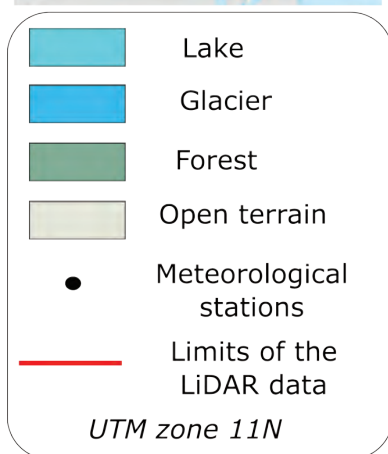 Lake
Glacier
Forest
Open terrain
Meteorological
stations
Limits of the
LiDAR data
UTM zone 11N